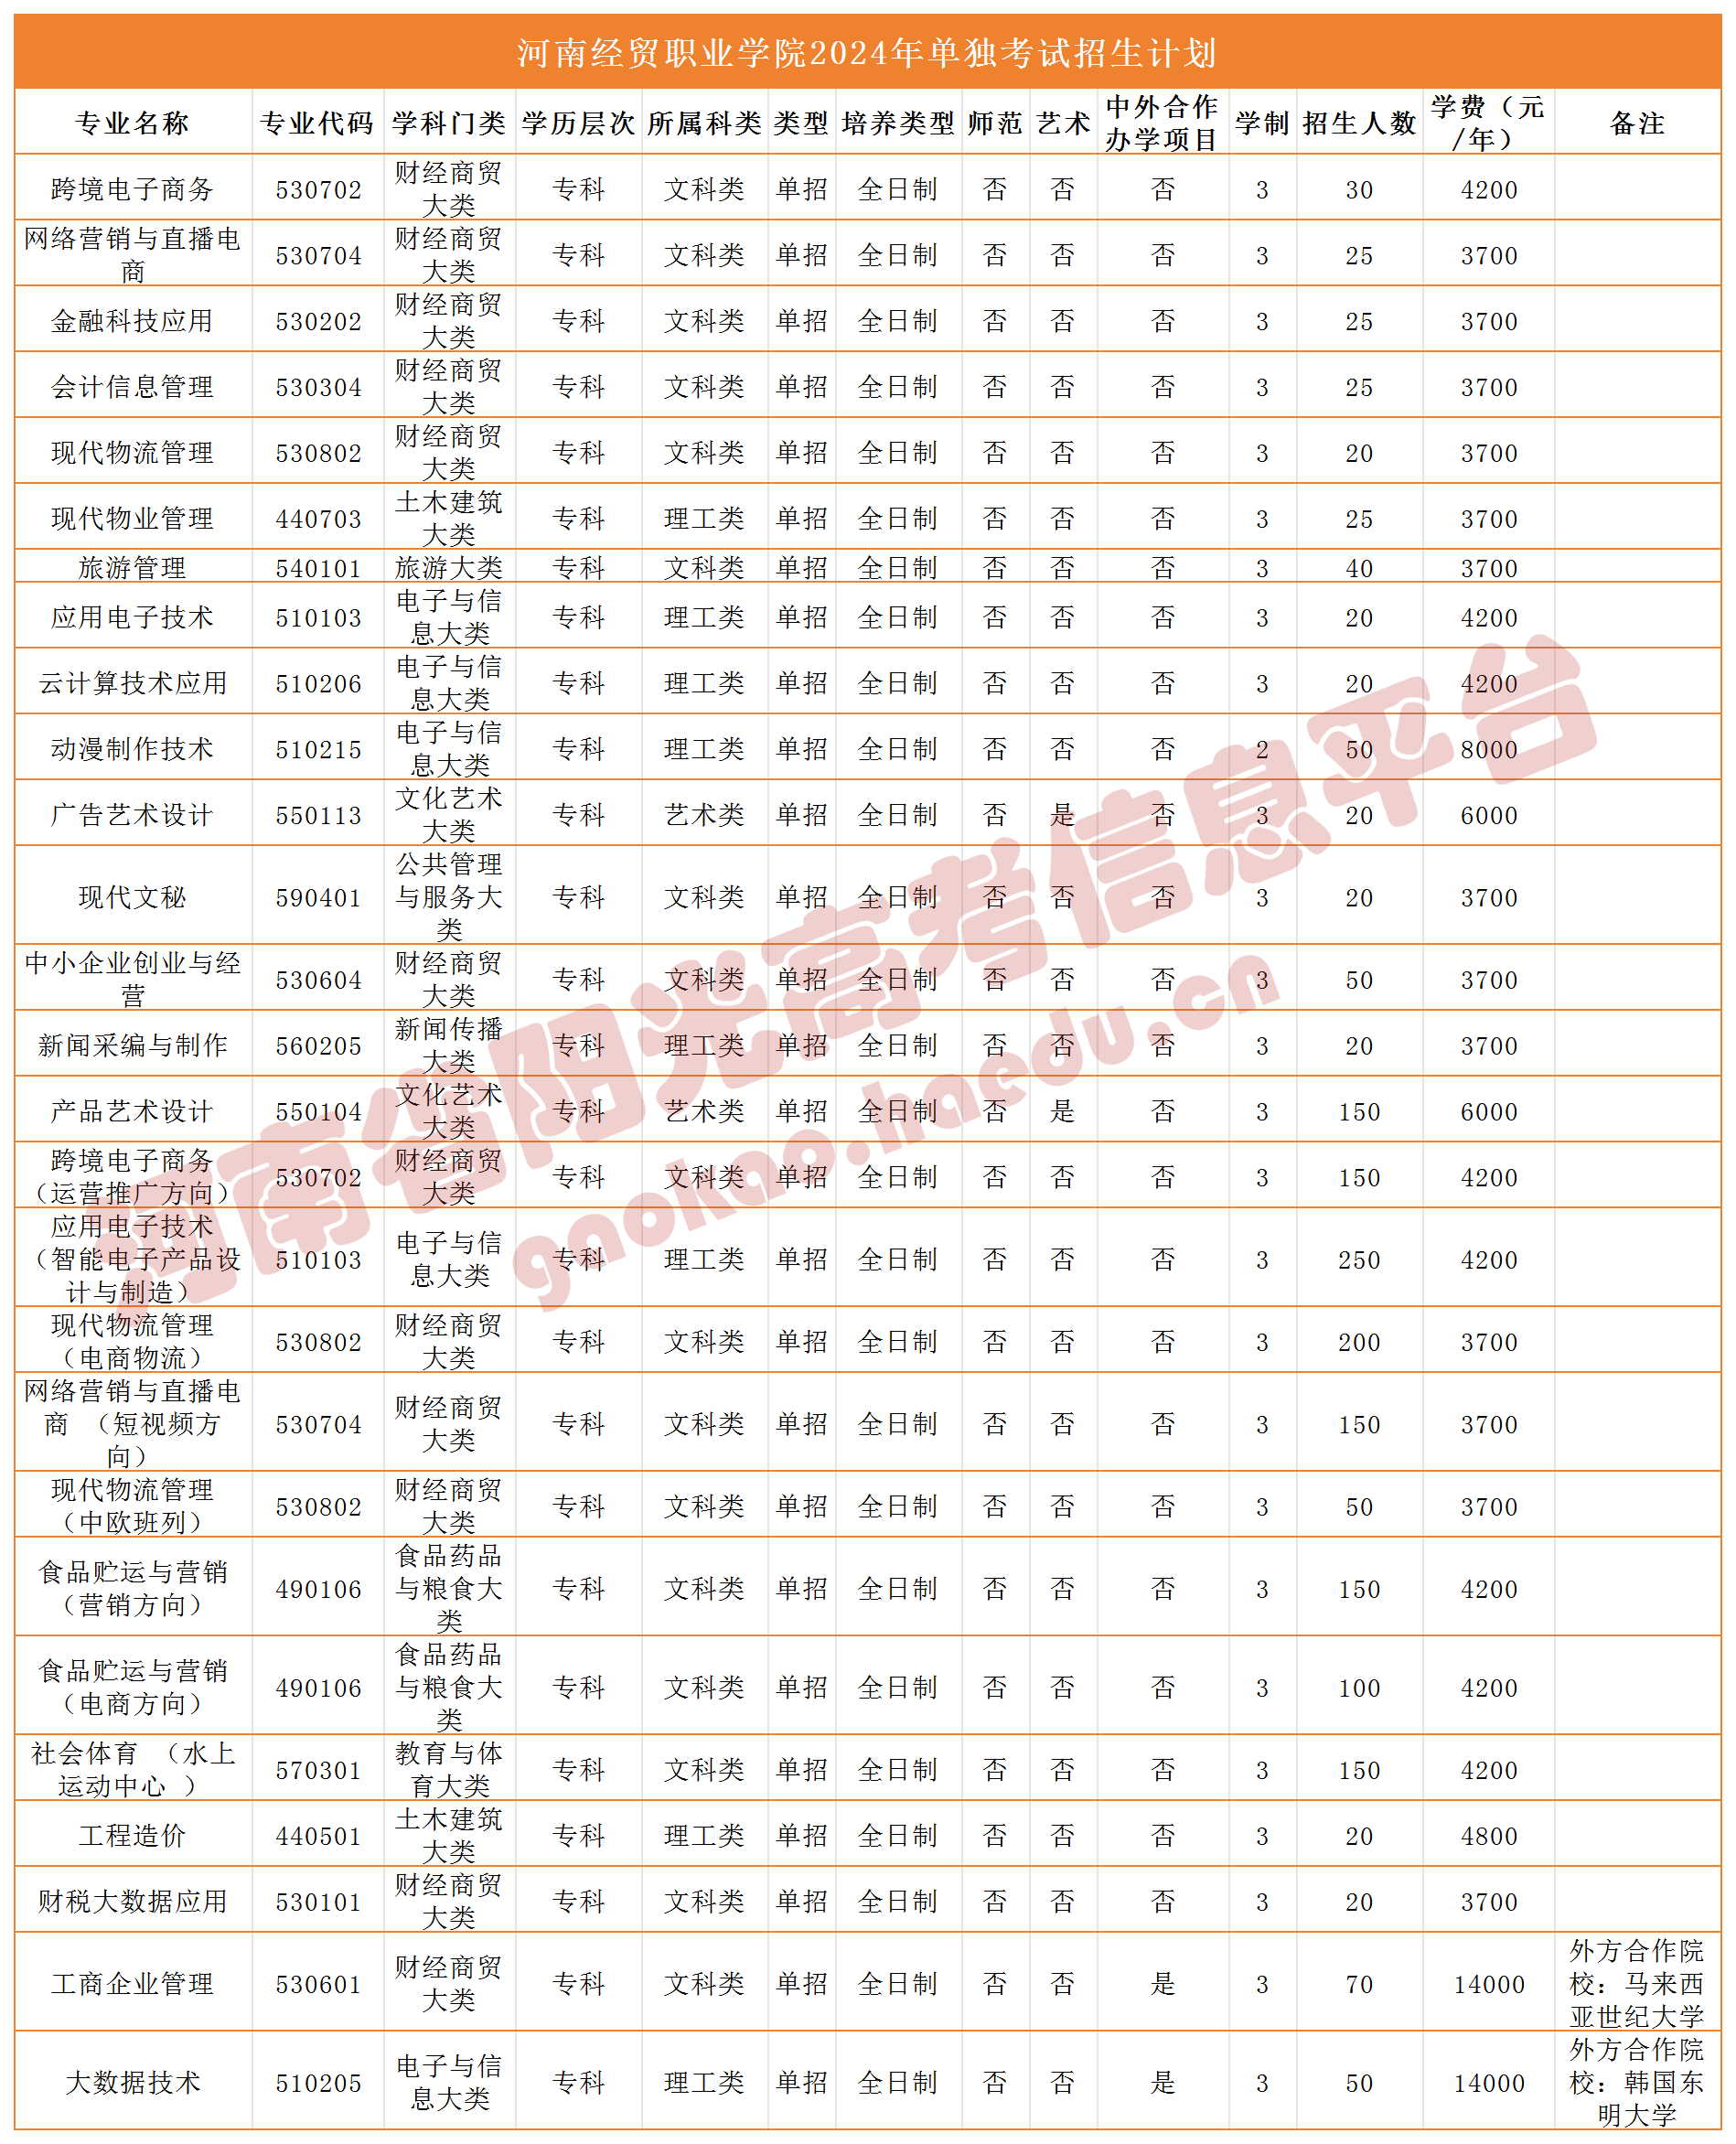 河南经贸职业学院2024年单独考试招生计划
专业名称 专业代码 学科门类 学历层次 所属科类 类型 培养类型 师范 艺术 中外合作办学项目 学制 招生人数 学费（元/年） 备注
跨境电子商务 530702 财经商贸大类 专科 文科类 单招 全日制 否 否 否 3 30 4200
网络营销与直播电商 530704 财经商贸大类 专科 文科类 单招 全日制 否 否 否 3 25 3700
金融科技应用 530202 财经商贸大类 专科 文科类 单招 全日制 否 否 否 3 25 3700
会计信息管理 530304 财经商贸大类 专科 文科类 单招 全日制 否 否 否 3 25 3700
现代物流管理 530802 财经商贸大类 专科 文科类 单招 全日制 否 否 否 3 20 3700
现代物业管理 440703 土木建筑大类 专科 理工类 单招 全日制 否 否 否 3 25 3700
旅游管理 540101 旅游大类 专科 文科类 单招 全日制 否 否 否 3 40 3700
应用电子技术 510103 电子与信息大类 专科 理工类 单招 全日制 否 否 否 3 20 4200
云计算技术应用 510206 电子与信息大类 专科 理工类 单招 全日制 否 否 否 3 20 4200
动漫制作技术 510215 电子与信息大类 专科 理工类 单招 全日制 否 否 否 2 50 8000
广告艺术设计 550113 文化艺术大类 专科 艺术类 单招 全日制 否 是 否 3 20 6000
现代文秘 590401 公共管理与服务大类 专科 文科类 单招 全日制 否 否 否 3 20 3700
中小企业创业与经营 530604 财经商贸大类 专科 文科类 单招 全日制 否 否 否 3 50 3700
新闻采编与制作 560205 新闻传播大类 专科 理工类 单招 全日制 否 否 否 3 20 3700
产品艺术设计 550104 文化艺术大类 专科 艺术类 单招 全日制 否 是 否 3 150 6000
跨境电子商务（运营推广方向） 530702 财经商贸大类 专科 文科类 单招 全日制 否 否 否 3 150 4200
应用电子技术（智能电子产品设计与制造） 510103 电子与信息大类 专科 理工类 单招 全日制 否 否 否 3 250 4200
现代物流管理（电商物流） 530802 财经商贸大类 专科 文科类 单招 全日制 否 否 否 3 200 3700
网络营销与直播电商 （短视频方向） 530704 财经商贸大类 专科 文科类 单招 全日制 否 否 否 3 150 3700
现代物流管理（中欧班列） 530802 财经商贸大类 专科 文科类 单招 全日制 否 否 否 3 50 3700
食品贮运与营销（营销方向） 490106 食品药品与粮食大类 专科 文科类 单招 全日制 否 否 否 3 150 4200
食品贮运与营销（电商方向） 490106 食品药品与粮食大类 专科 文科类 单招 全日制 否 否 否 3 100 4200
社会体育 （水上运动中心 ） 570301 教育与体育大类 专科 文科类 单招 全日制 否 否 否 3 150 4200
工程造价 440501 土木建筑大类 专科 理工类 单招 全日制 否 否 否 3 20 4800
财税大数据应用 530101 财经商贸大类 专科 文科类 单招 全日制 否 否 否 3 20 3700
工商企业管理 530601 财经商贸大类 专科 文科类 单招 全日制 否 否 是 3 70 14000 外方合作院校：马来西亚世纪大学
大数据技术 510205 电子与信息大类 专科 理工类 单招 全日制 否 否 是 3 50 14000 外方合作院校：韩国东明大学
河南省阳光高考信息平台
gaokao.haedu.cn